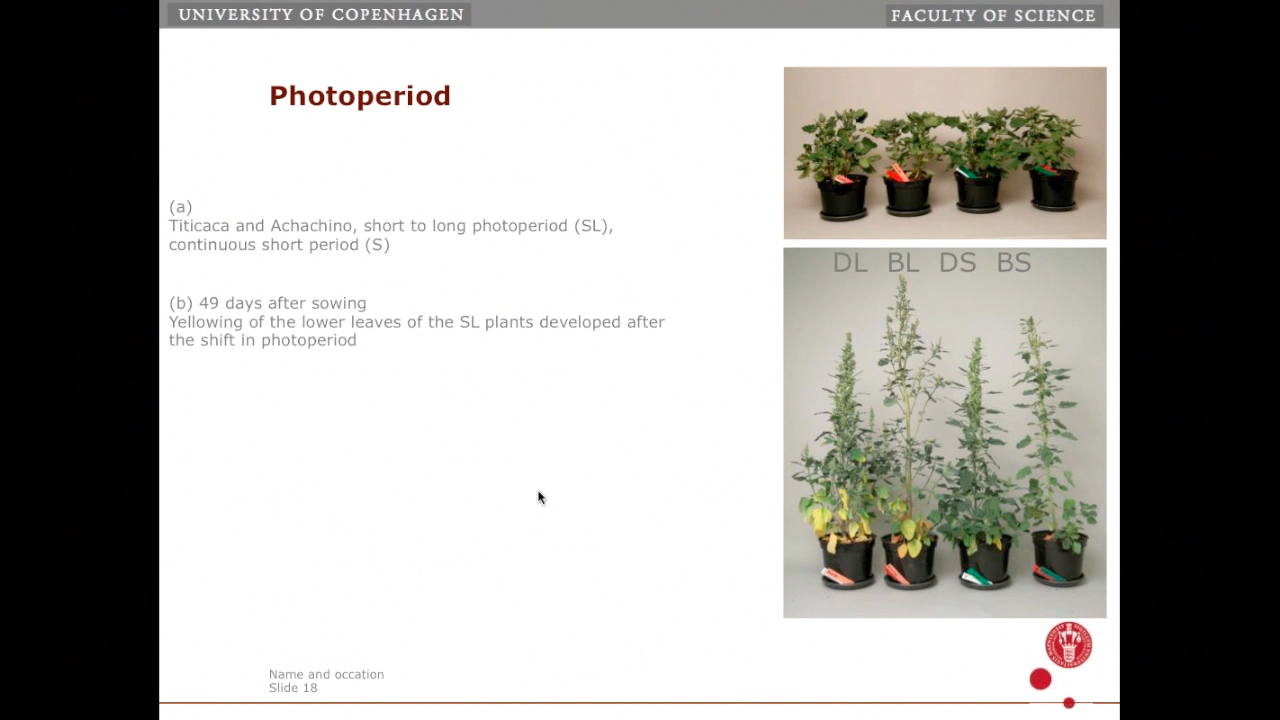 UNIVERSITY OF COPENHAGEN
FACULTY OF SCIENCE
Photoperiod
(a)
Titicaca and Achachino, short to long photoperiod (SL),
continuous short period (S)
(b) 49 days after sowing
Yellowing of the lower leaves of the SL plants developed after
the shift in photoperiod
DL BL DS BS
Name and occation
Slide 18